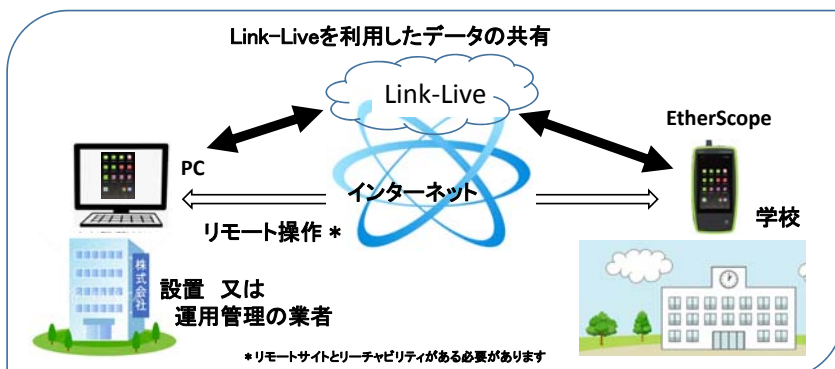 Link-Liveを利用したデータの共有
Link-Live
EtherScope
PC
インターネット
リモート操作 *
学校
株式会社
設置 又は
運用管理の業者
* リモートサイトとリーチャビリティがある必要があります